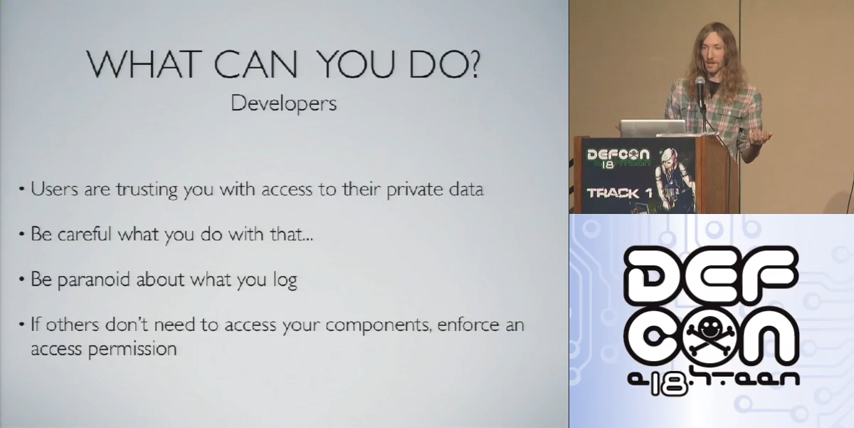 WHAT CAN YOU DO?
Developers
• Users are trusting you with access to their private data
• Be careful what you do with that...
• Be paranoid about what you log
• If others don't need to access your components, enforce an
access permission
DEFCON
18
TRACK 1
DEF
CON
e18hteen